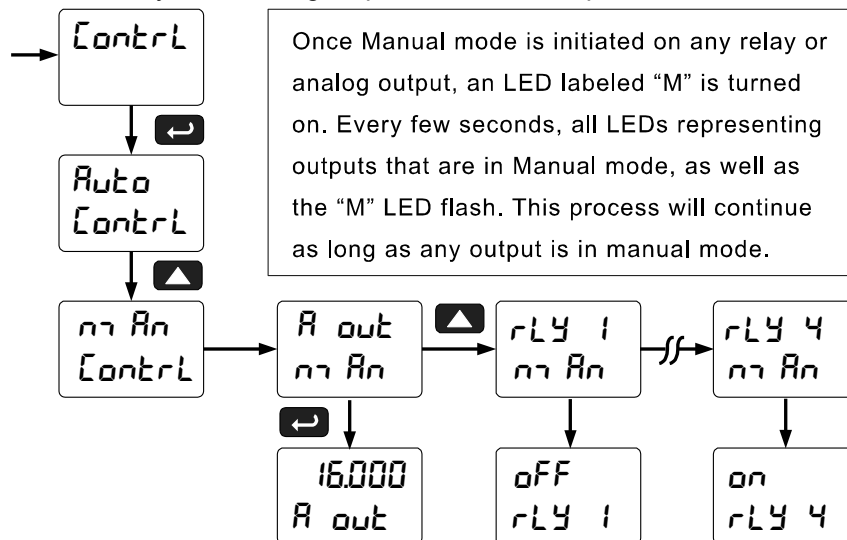 ContrL
Once Manual mode is initiated on any relay or
analog output, an LED labeled “M” is turned
on. Every few seconds, all LEDs representing
outputs that are in Manual mode, as well as
the “M” LED flash. This process will continue
as long as any output is in manual mode.
Auto
ContrL
mAn
ContrL
A out
mAn
rLY 1
mAn
rLY 4
mAn
16.000
A out
oFF
rLY 1
on
rLY 4